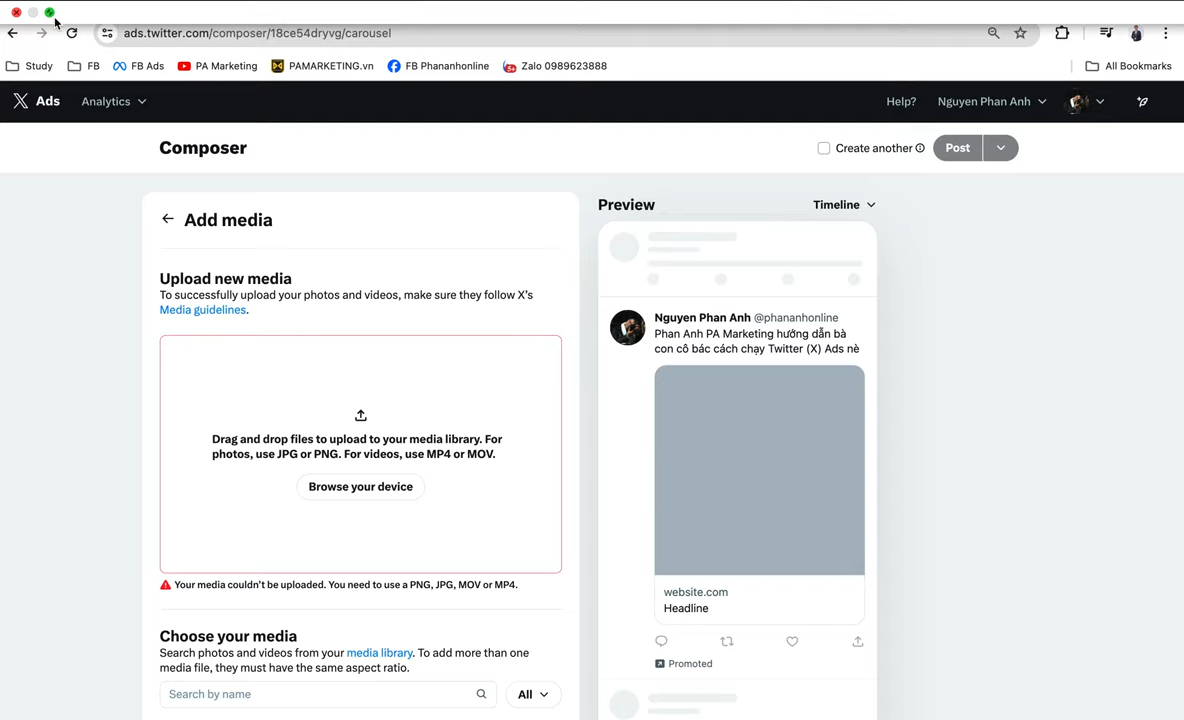 ads.twitter.com/composer/18ce54dryvg/carousel
Study FB FB Ads PA Marketing PAMARKETING.vn FB Phananhonline Zalo 0989623888 All Bookmarks
X Ads Analytics Help? Nguyen Phan Anh
Composer Create another Post
Add media
Upload new media
To successfully upload your photos and videos, make sure they follow X's
Media guidelines.
Drag and drop files to upload to your media library. For
photos, use JPG or PNG. For videos, use MP4 or MOV.
Browse your device
Your media couldn't be uploaded. You need to use a PNG, JPG, MOV or MP4.
Choose your media
Search photos and videos from your media library. To add more than one
media file, they must have the same aspect ratio.
Search by name All
Preview Timeline
Nguyen Phan Anh @phananhonline
Phan Anh PA Marketing hướng dẫn bà
con cô bác cách chạy Twitter (X) Ads nè
website.com
Headline
Promoted